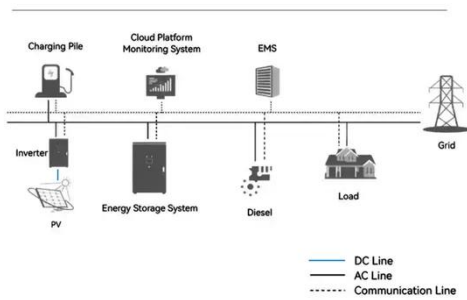 Charging Pile
Cloud Platform
Monitoring System
EMS
Grid
Inverter
PV
Energy Storage System
Diesel
Load
DC Line
AC Line
Communication Line